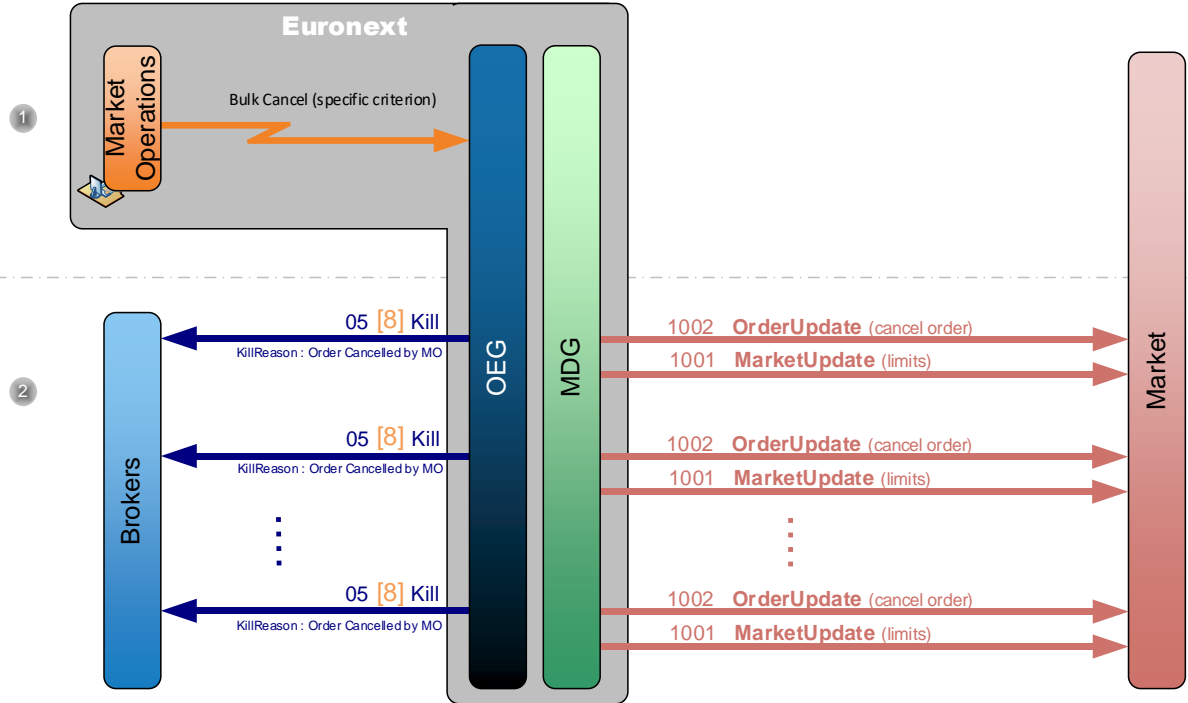 Euronext
Market
Operations
1
Bulk Cancel (specific criterion)
2
Brokers
OEG
MDG
Market
05 [8] Kill
KillReason : Order Cancelled by MO
1002 OrderUpdate (cancel order)
1001 MarketUpdate (limits)
05 [8] Kill
KillReason : Order Cancelled by MO
1002 OrderUpdate (cancel order)
1001 MarketUpdate (limits)
05 [8] Kill
KillReason : Order Cancelled by MO
1002 OrderUpdate (cancel order)
1001 MarketUpdate (limits)